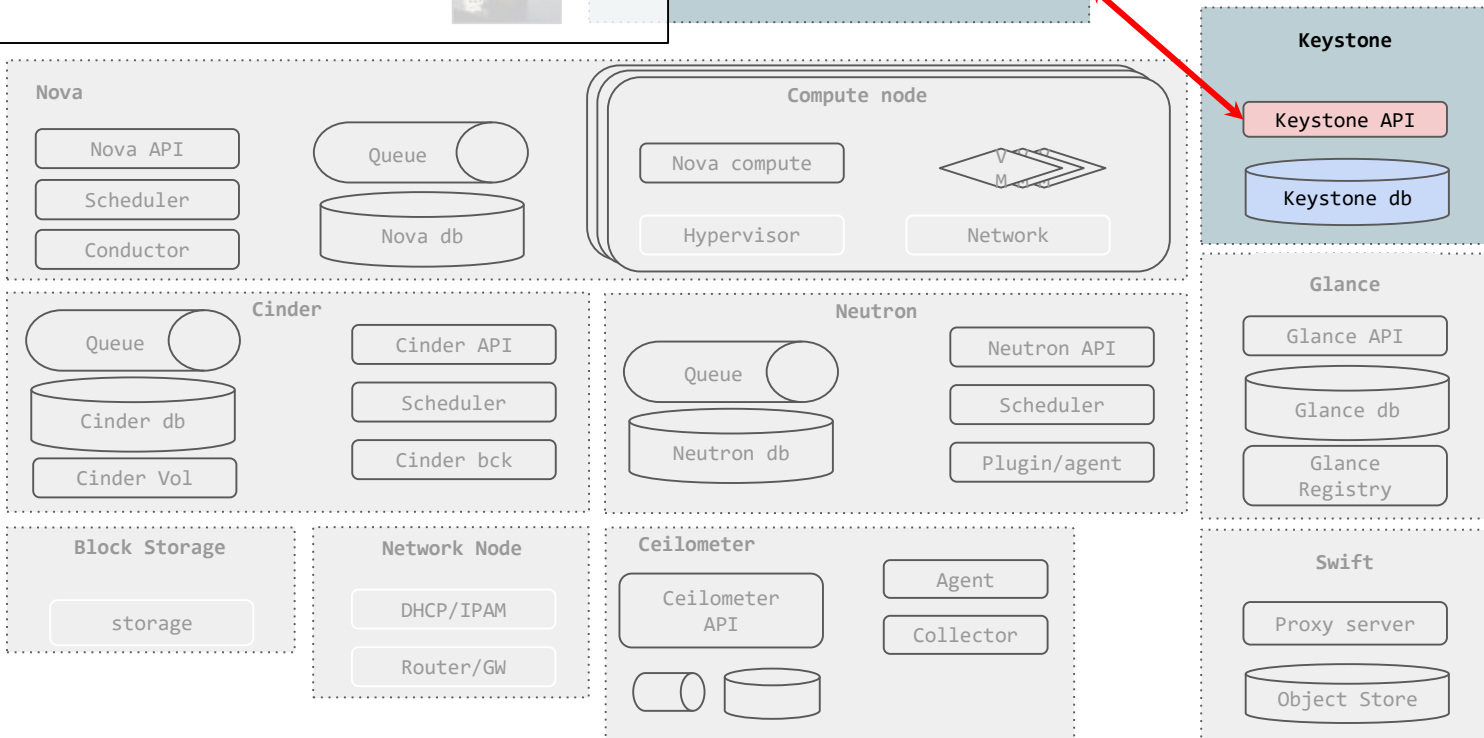 Keystone
Keystone API
Keystone db
Nova
Nova API
Scheduler
Conductor
Queue
Nova db
Compute node
Nova compute
V
M
Hypervisor
Network
Cinder
Queue
Cinder db
Cinder Vol
Cinder API
Scheduler
Cinder bck
Neutron
Queue
Neutron db
Neutron API
Scheduler
Plugin/agent
Glance
Glance API
Glance db
Glance
Registry
Block Storage
storage
Network Node
DHCP/IPAM
Router/GW
Ceilometer
Ceilometer
API
Agent
Collector
Swift
Proxy server
Object Store